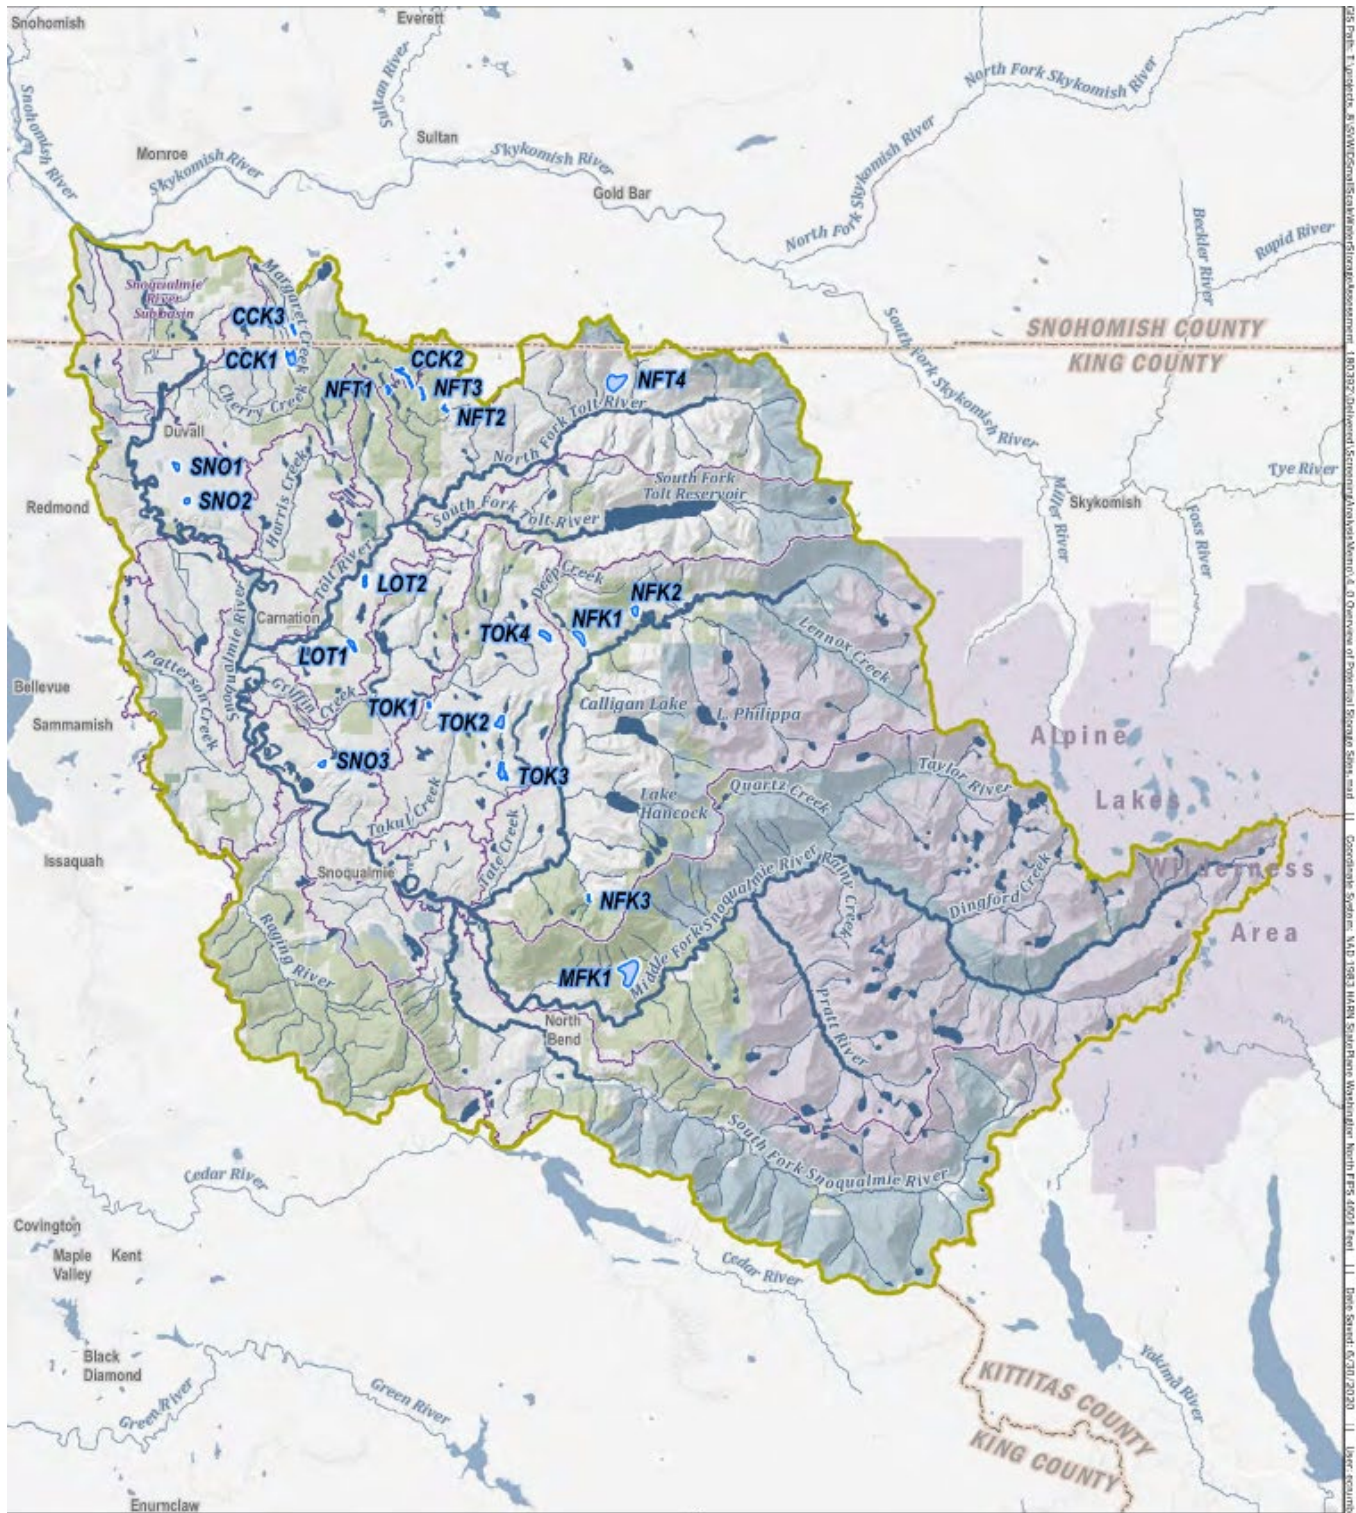 Snohomish
Everett
Sultan River
North Fork Skykomish River
Snohomish River
Sultan
Monroe
Skykomish River
Skykomish River
Gold Bar
North Fork Skykomish River
Beckler River
Rapid River
Snoqualmie
River
Subbasin
Margaret Creek
CCK3
SNOHOMISH COUNTY
KING COUNTY
South Fork Skykomish River
CCK1
CCK2
NFT1
NFT3
NFT4
NFT2
Cherry Creek
Duvall
North Fork Tolt River
SNO1
SNO2
Harris Creek
Redmond
South Fork
Tolt Reservoir
South Fork Tolt River
Tye River
Skykomish
Miller River
Foss River
Tolt River
LOT2
Deep Creek
NFK2
NFK1
TOK4
Carnation
LOT1
Lennox Creek
Snoqualmie River
Patterson Creek
Griffin
Creek
Bellevue
Sammamish
TOK1
TOK2
Calligan Lake
L. Philippa
Alpine
Lakes
Wilderness
Area
SNO3
TOK3
Taylor River
Quartz Creek
Lake
Hancock
Tokul Creek
Tate Creek
Issaquah
Snoqualmie
Rainy Creek
Dingford Creek
NFK3
Raging River
Middle Fork Snoqualmie River
MFK1
Pratt River
North
Bend
South Fork Snoqualmie River
Cedar River
Cedar River
Covington
Maple
Valley
Kent
Black
Diamond
Green River
Green River
Yakima River
KITTITAS COUNTY
KING COUNTY
Enumclaw